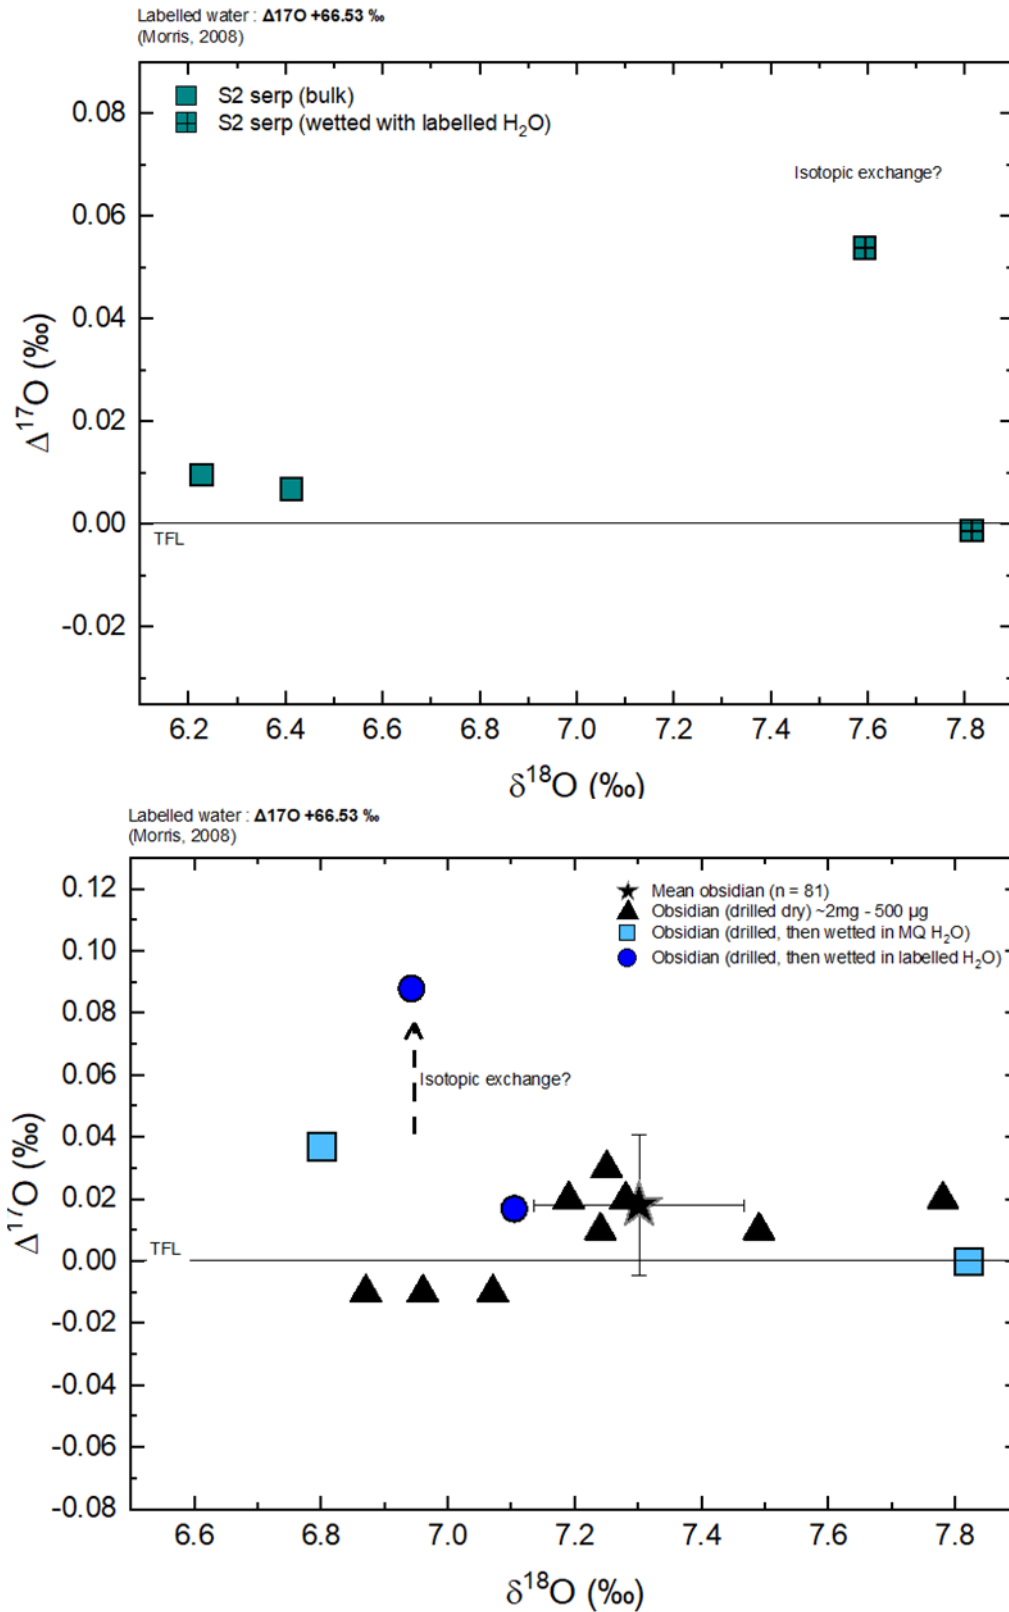 Labelled water : Δ17O +66.53 ‰
(Morris, 2008)
S2 serp (bulk)
S2 serp (wetted with labelled H₂O)
Isotopic exchange?
0.08
0.06
0.04
0.02
0.00
-0.02
Δ¹⁷O (‰)
TFL
6.2 6.4 6.6 6.8 7.0 7.2 7.4 7.6 7.8
δ¹⁸O (‰)
Labelled water : Δ17O +66.53 ‰
(Morris, 2008)
Mean obsidian (n = 81)
Obsidian (drilled dry) ~2mg - 500 µg
Obsidian (drilled, then wetted in MQ H₂O)
Obsidian (drilled, then wetted in labelled H₂O)
Isotopic exchange?
0.12
0.10
0.08
0.06
0.04
0.02
0.00
-0.02
-0.04
-0.06
-0.08
Δ¹⁷O (‰)
TFL
6.6 6.8 7.0 7.2 7.4 7.6 7.8
δ¹⁸O (‰)